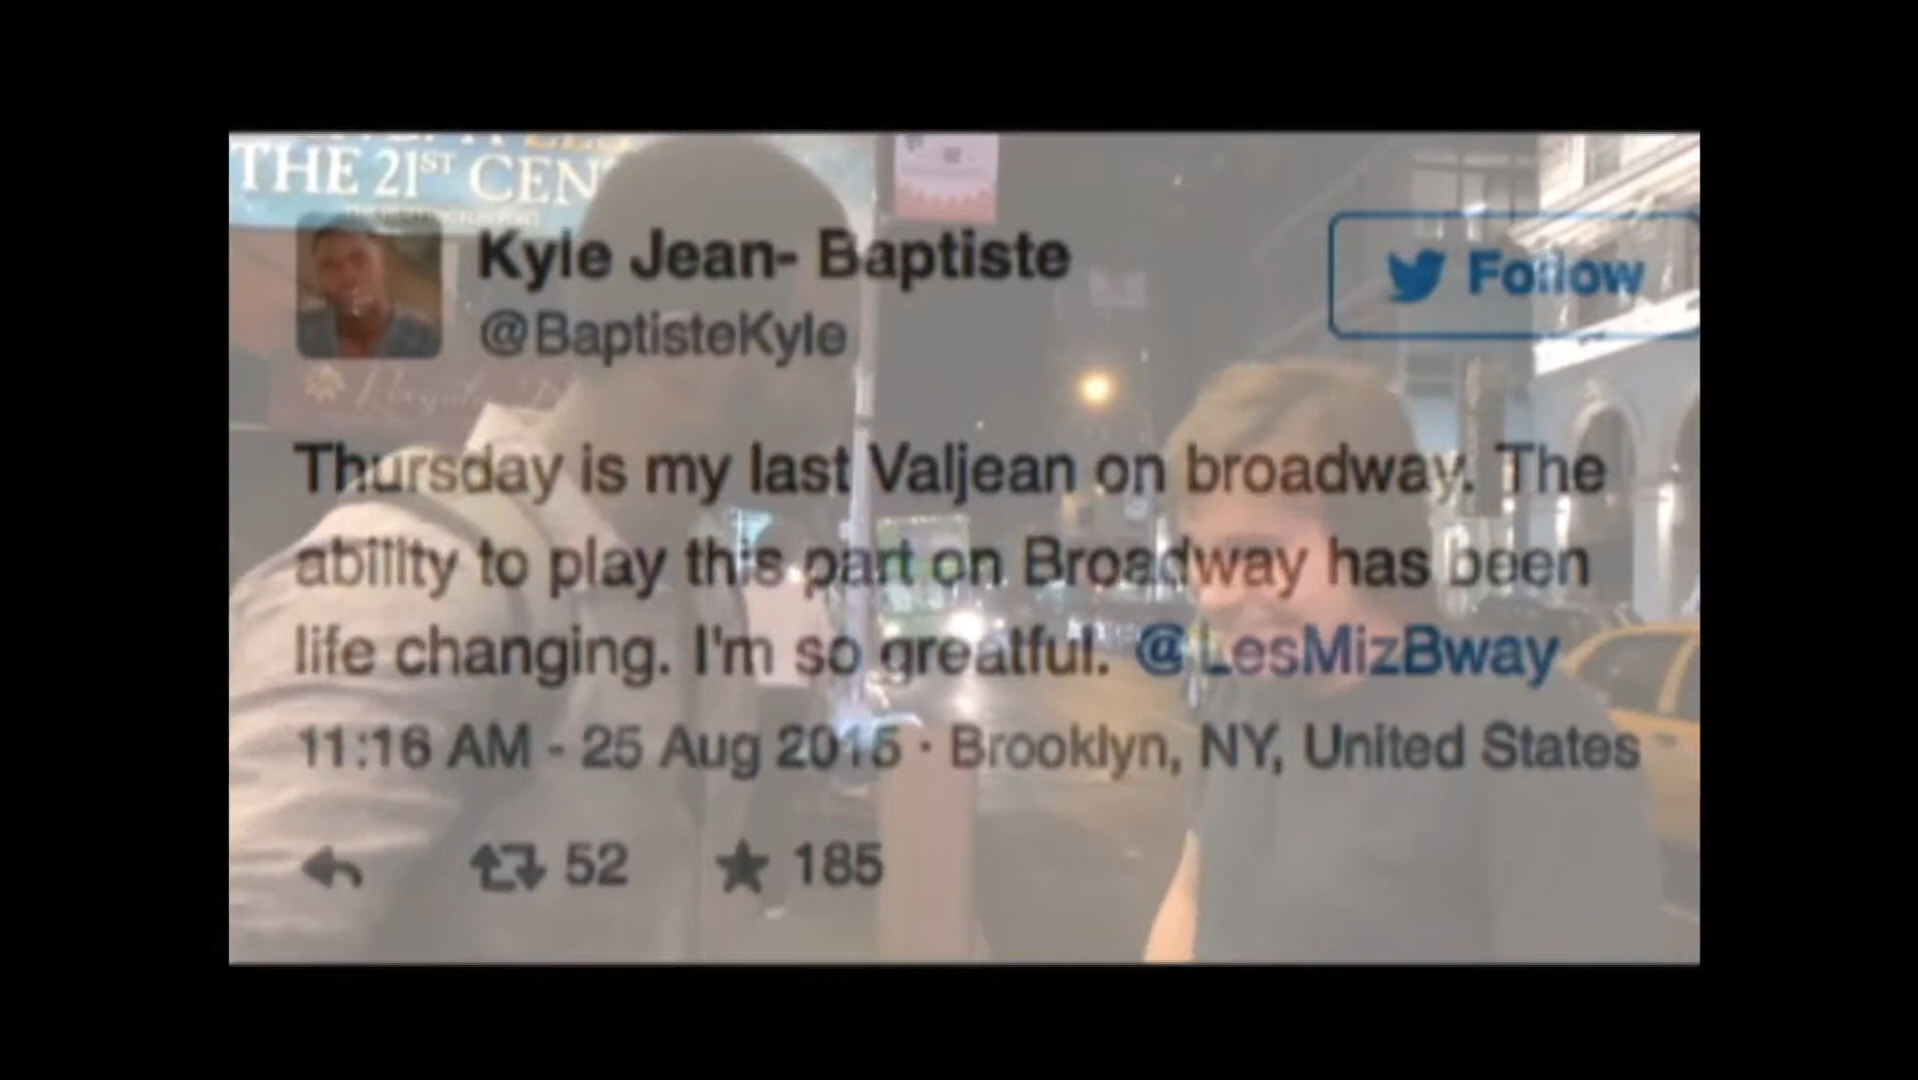 THE 21ST CEN
Kyle Jean- Baptiste
Follow
@BaptisteKyle
Thursday is my last Valjean on broadway. The
ability to play this part on Broadway has been
life changing. I'm so greatful. @LesMizBway
11:16 AM - 25 Aug 2015 · Brooklyn, NY, United States
52 185